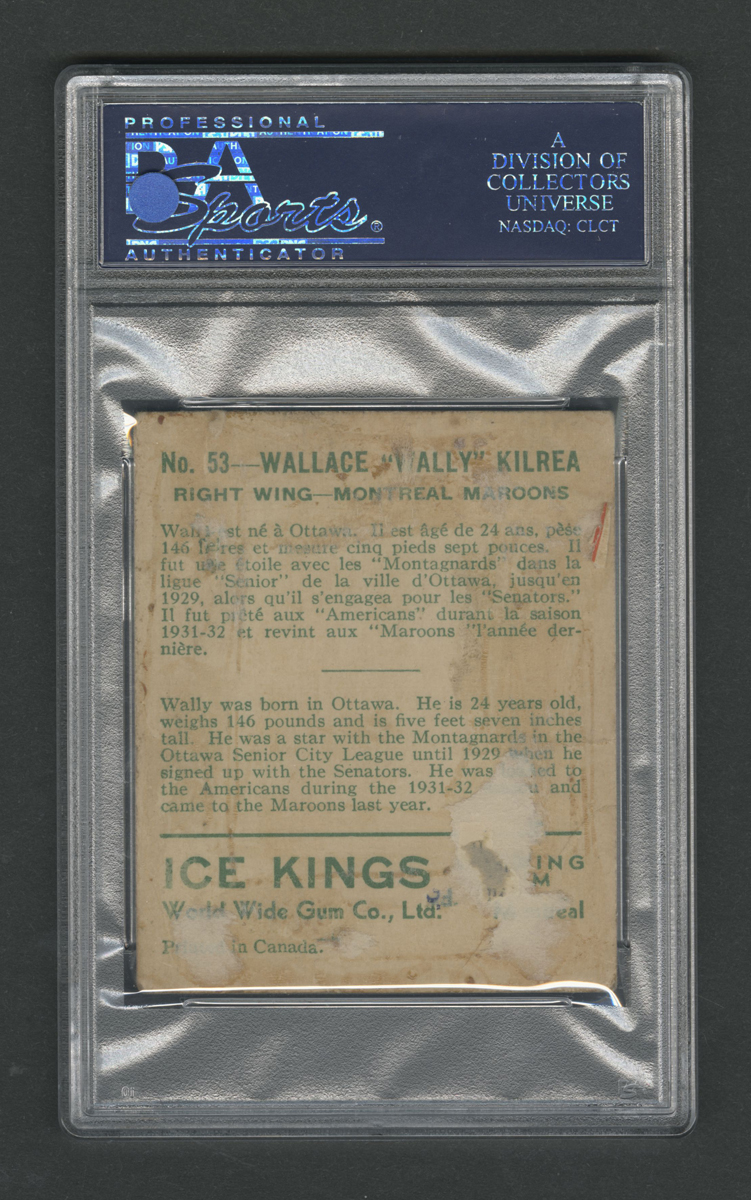 PROFESSIONAL
PSA
Sports®
AUTHENTICATOR
A
DIVISION OF
COLLECTORS
UNIVERSE
NASDAQ: CLCT
No. 53—WALLACE "WALLY" KILREA
RIGHT WING—MONTREAL MAROONS
Wally est né à Ottawa. Il est âgé de 24 ans, pèse
146 livres et mesure cinq pieds sept pouces. Il
fut une étoile avec les "Montagnards" dans la
ligue "Senior" de la ville d'Ottawa, jusqu'en
1929, alors qu'il s'engagea pour les "Senators."
Il fut prêté aux "Americans" durant la saison
1931-32 et revint aux "Maroons "l'année der-
nière.
Wally was born in Ottawa. He is 24 years old,
weighs 146 pounds and is five feet seven inches
tall. He was a star with the Montagnards in the
Ottawa Senior City League until 1929 when he
signed up with the Senators. He was to
the Americans during the 1931-32 and
came to the Maroons last year.
ICE KINGS
World Wide Gum Co., Ltd.
Printed in Canada.